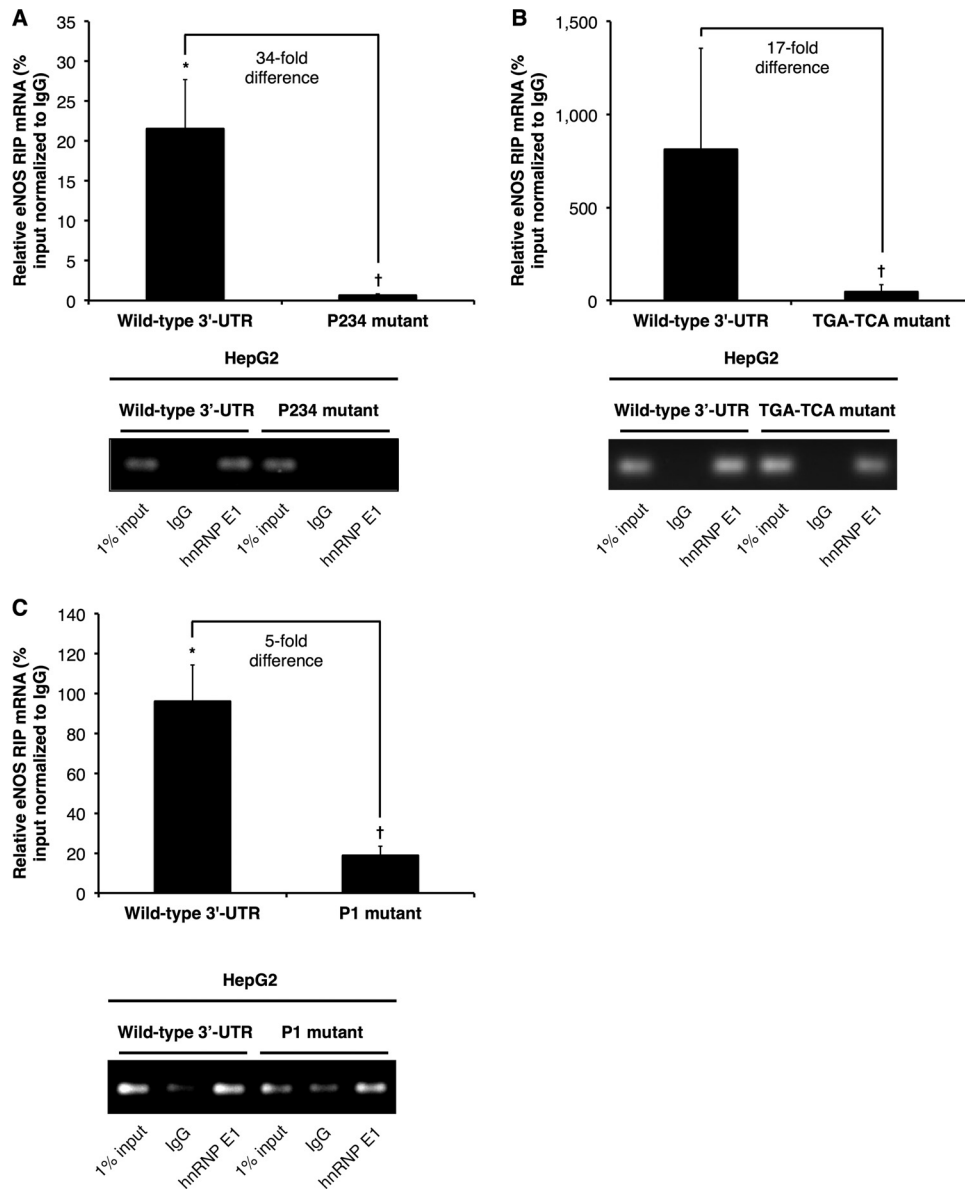 A
Relative eNOS RIP mRNA (%
input normalized to IgG)
35
30
25
20
15
10
5
0
34-fold
difference
*
†
Wild-type 3'-UTR
P234 mutant
HepG2
Wild-type 3’-UTR
P234 mutant
1% input
IgG
hnRNP E1
1% input
IgG
hnRNP E1
B
Relative eNOS RIP mRNA (%
input normalized to IgG)
1,500
1,000
500
0
17-fold
difference
†
Wild-type 3'-UTR
TGA-TCA mutant
HepG2
Wild-type 3’-UTR
TGA-TCA mutant
1% input
IgG
hnRNP E1
1% input
IgG
hnRNP E1
C
Relative eNOS RIP mRNA (%
input normalized to IgG)
140
120
100
80
60
40
20
0
5-fold
difference
*
†
Wild-type 3'-UTR
P1 mutant
HepG2
Wild-type 3’-UTR
P1 mutant
1% input
IgG
hnRNP E1
1% input
IgG
hnRNP E1